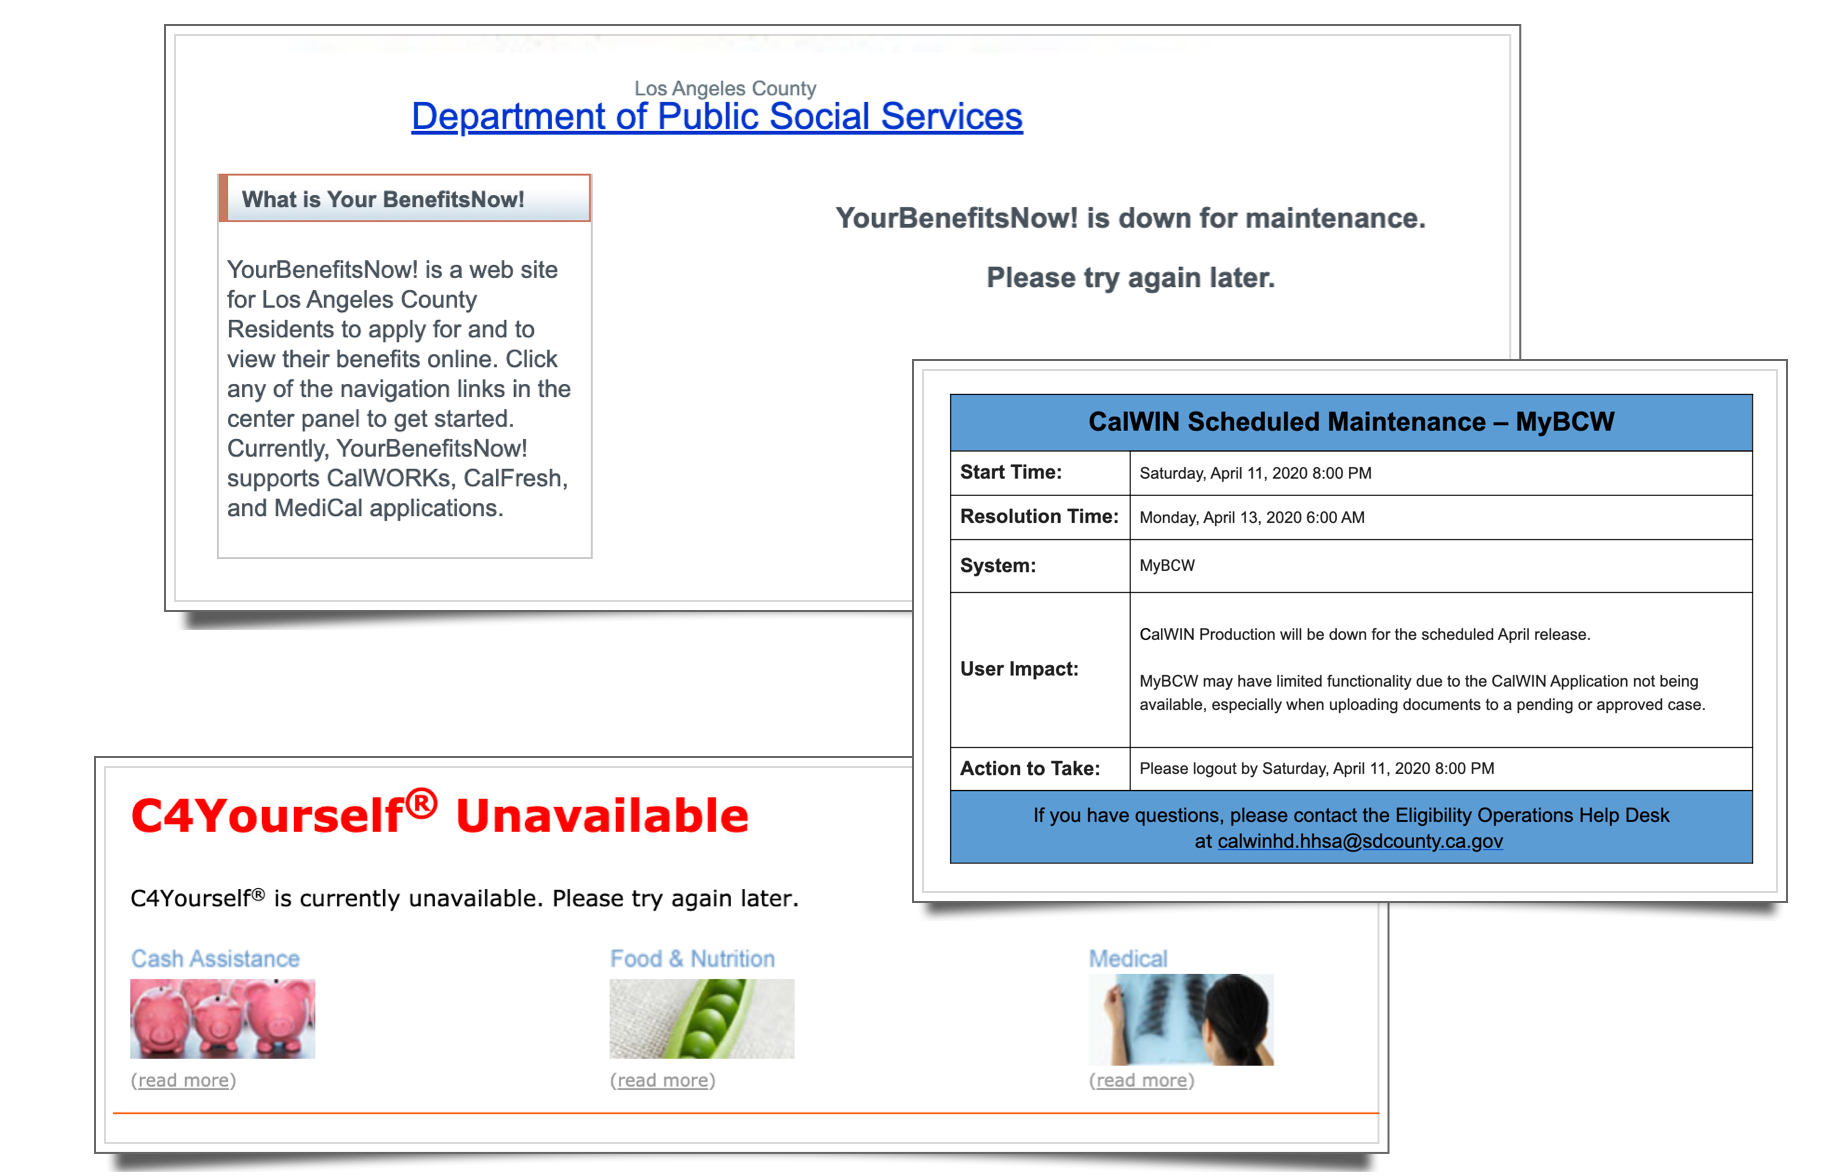 Los Angeles County
Department of Public Social Services
What is Your BenefitsNow!
YourBenefitsNow! is a web site
for Los Angeles County
Residents to apply for and to
view their benefits online. Click
any of the navigation links in the
center panel to get started.
Currently, YourBenefitsNow!
supports CalWORKs, CalFresh,
and MediCal applications.
YourBenefitsNow! is down for maintenance.
Please try again later.
CalWIN Scheduled Maintenance – MyBCW
Start Time: Saturday, April 11, 2020 8:00 PM
Resolution Time: Monday, April 13, 2020 6:00 AM
System: MyBCW
User Impact:
CalWIN Production will be down for the scheduled April release.
MyBCW may have limited functionality due to the CalWIN Application not being
available, especially when uploading documents to a pending or approved case.
Action to Take: Please logout by Saturday, April 11, 2020 8:00 PM
If you have questions, please contact the Eligibility Operations Help Desk
at calwinhd.hhsa@sdcounty.ca.gov
C4Yourself® Unavailable
C4Yourself® is currently unavailable. Please try again later.
Cash Assistance
(read more)
Food & Nutrition
(read more)
Medical
(read more)